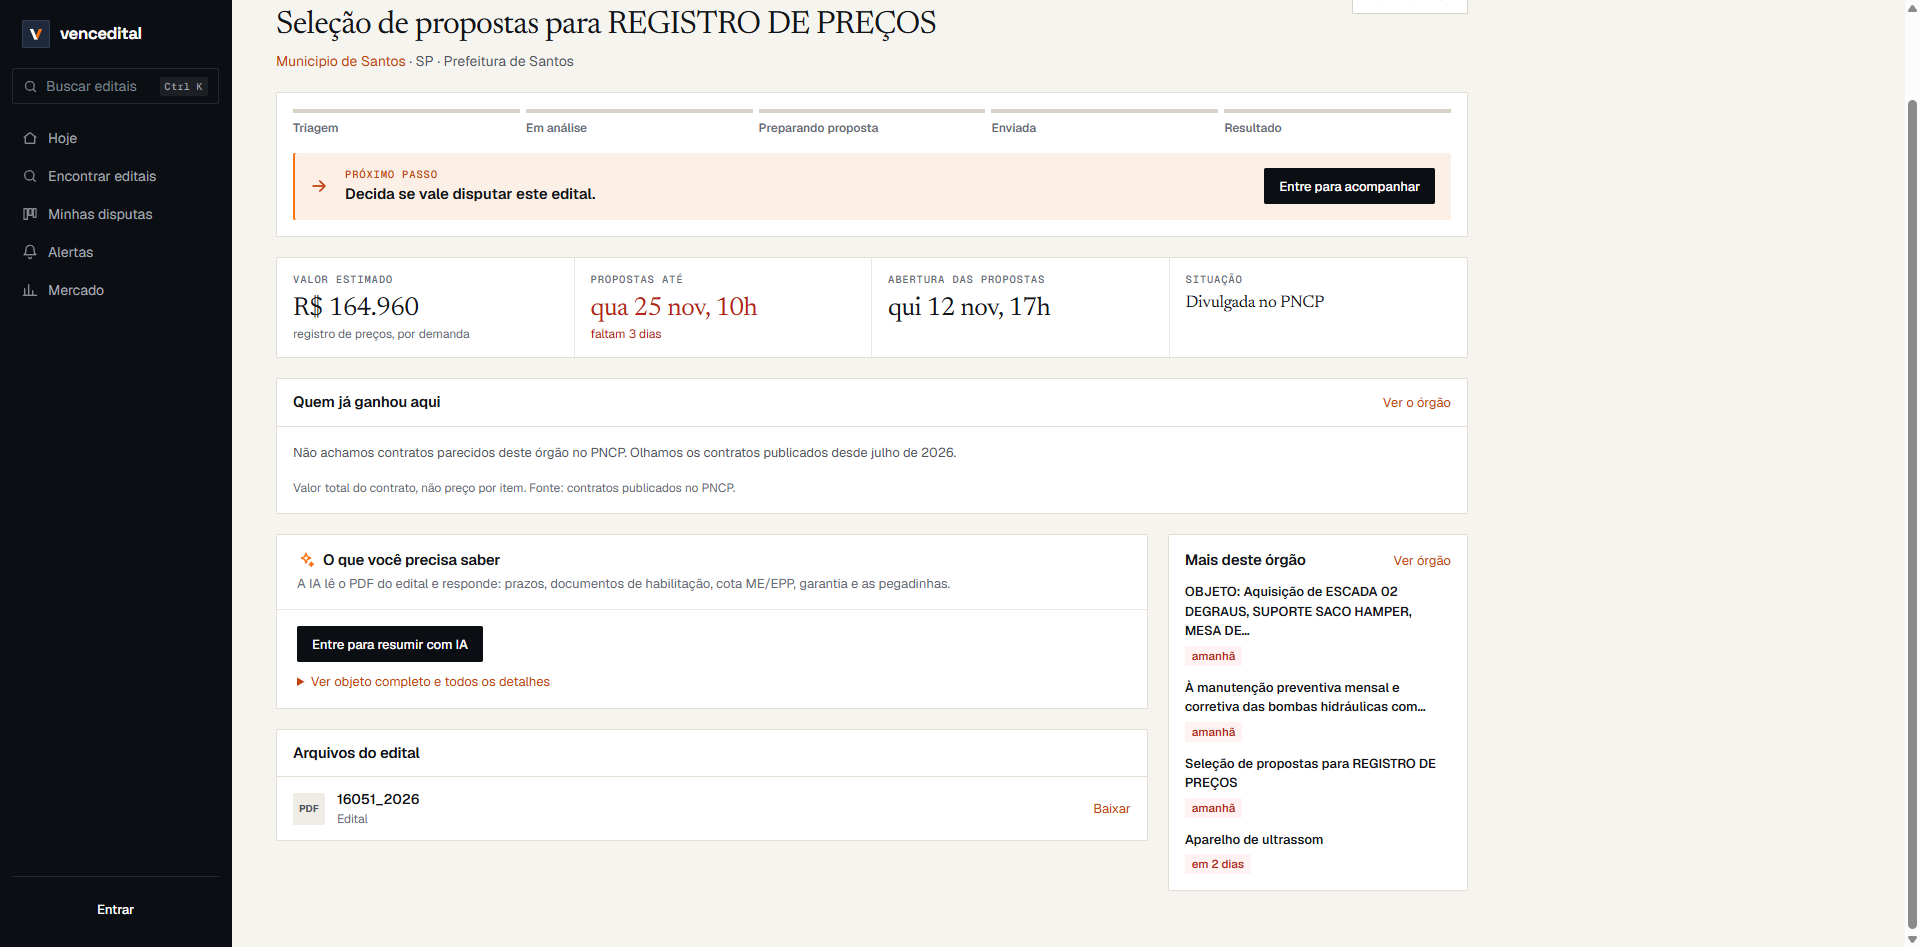 vencedital
Buscar editais Ctrl K
Hoje
Encontrar editais
Minhas disputas
Alertas
Mercado
Entrar
Seleção de propostas para REGISTRO DE PREÇOS
Municipio de Santos · SP · Prefeitura de Santos
Triagem
Em análise
Preparando proposta
Enviada
Resultado
PRÓXIMO PASSO
Decida se vale disputar este edital.
Entre para acompanhar
VALOR ESTIMADO
R$ 164.960
registro de preços, por demanda
PROPOSTAS ATÉ
qua 25 nov, 10h
faltam 3 dias
ABERTURA DAS PROPOSTAS
qui 12 nov, 17h
SITUAÇÃO
Divulgada no PNCP
Quem já ganhou aqui
Ver o órgão
Não achamos contratos parecidos deste órgão no PNCP. Olhamos os contratos publicados desde julho de 2026.
Valor total do contrato, não preço por item. Fonte: contratos publicados no PNCP.
O que você precisa saber
A IA lê o PDF do edital e responde: prazos, documentos de habilitação, cota ME/EPP, garantia e as pegadinhas.
Entre para resumir com IA
Ver objeto completo e todos os detalhes
Arquivos do edital
PDF
16051_2026
Edital
Baixar
Mais deste órgão
Ver órgão
OBJETO: Aquisição de ESCADA 02
DEGRAUS, SUPORTE SACO HAMPER,
MESA DE…
amanhã
À manutenção preventiva mensal e
corretiva das bombas hidráulicas com…
amanhã
Seleção de propostas para REGISTRO DE
PREÇOS
amanhã
Aparelho de ultrassom
em 2 dias